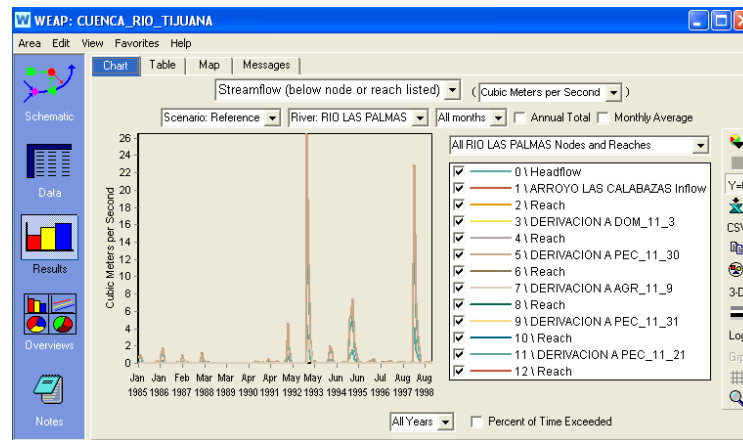 WEAP: CUENCA_RIO_TIJUANA
Area Edit View Favorites Help
Chart Table Map Messages
Streamflow (below node or reach listed) ( Cubic Meters per Second )
Scenario: Reference River: RIO LAS PALMAS All months Annual Total Monthly Average
All RIO LAS PALMAS Nodes and Reaches
Schematic
Data
Results
Overviews
Notes
Cubic Meters per Second
26
24
22
20
18
16
14
12
10
8
6
4
2
0
Jan Jan Feb Mar Mar Apr Apr May May Jun Jun Jul Aug Aug
1985 1986 1987 1988 1989 1990 1991 1992 1993 1994 1995 1996 1997 1998
0 \ Headflow
1 \ ARROYO LAS CALABAZAS Inflow
2 \ Reach
3 \ DERIVACION A DOM_11_3
4 \ Reach
5 \ DERIVACION A PEC_11_30
6 \ Reach
7 \ DERIVACION A AGR_11_9
8 \ Reach
9 \ DERIVACION A PEC_11_31
10 \ Reach
11 \ DERIVACION A PEC_11_21
12 \ Reach
CSV
3-D
Log
All Years Percent of Time Exceeded